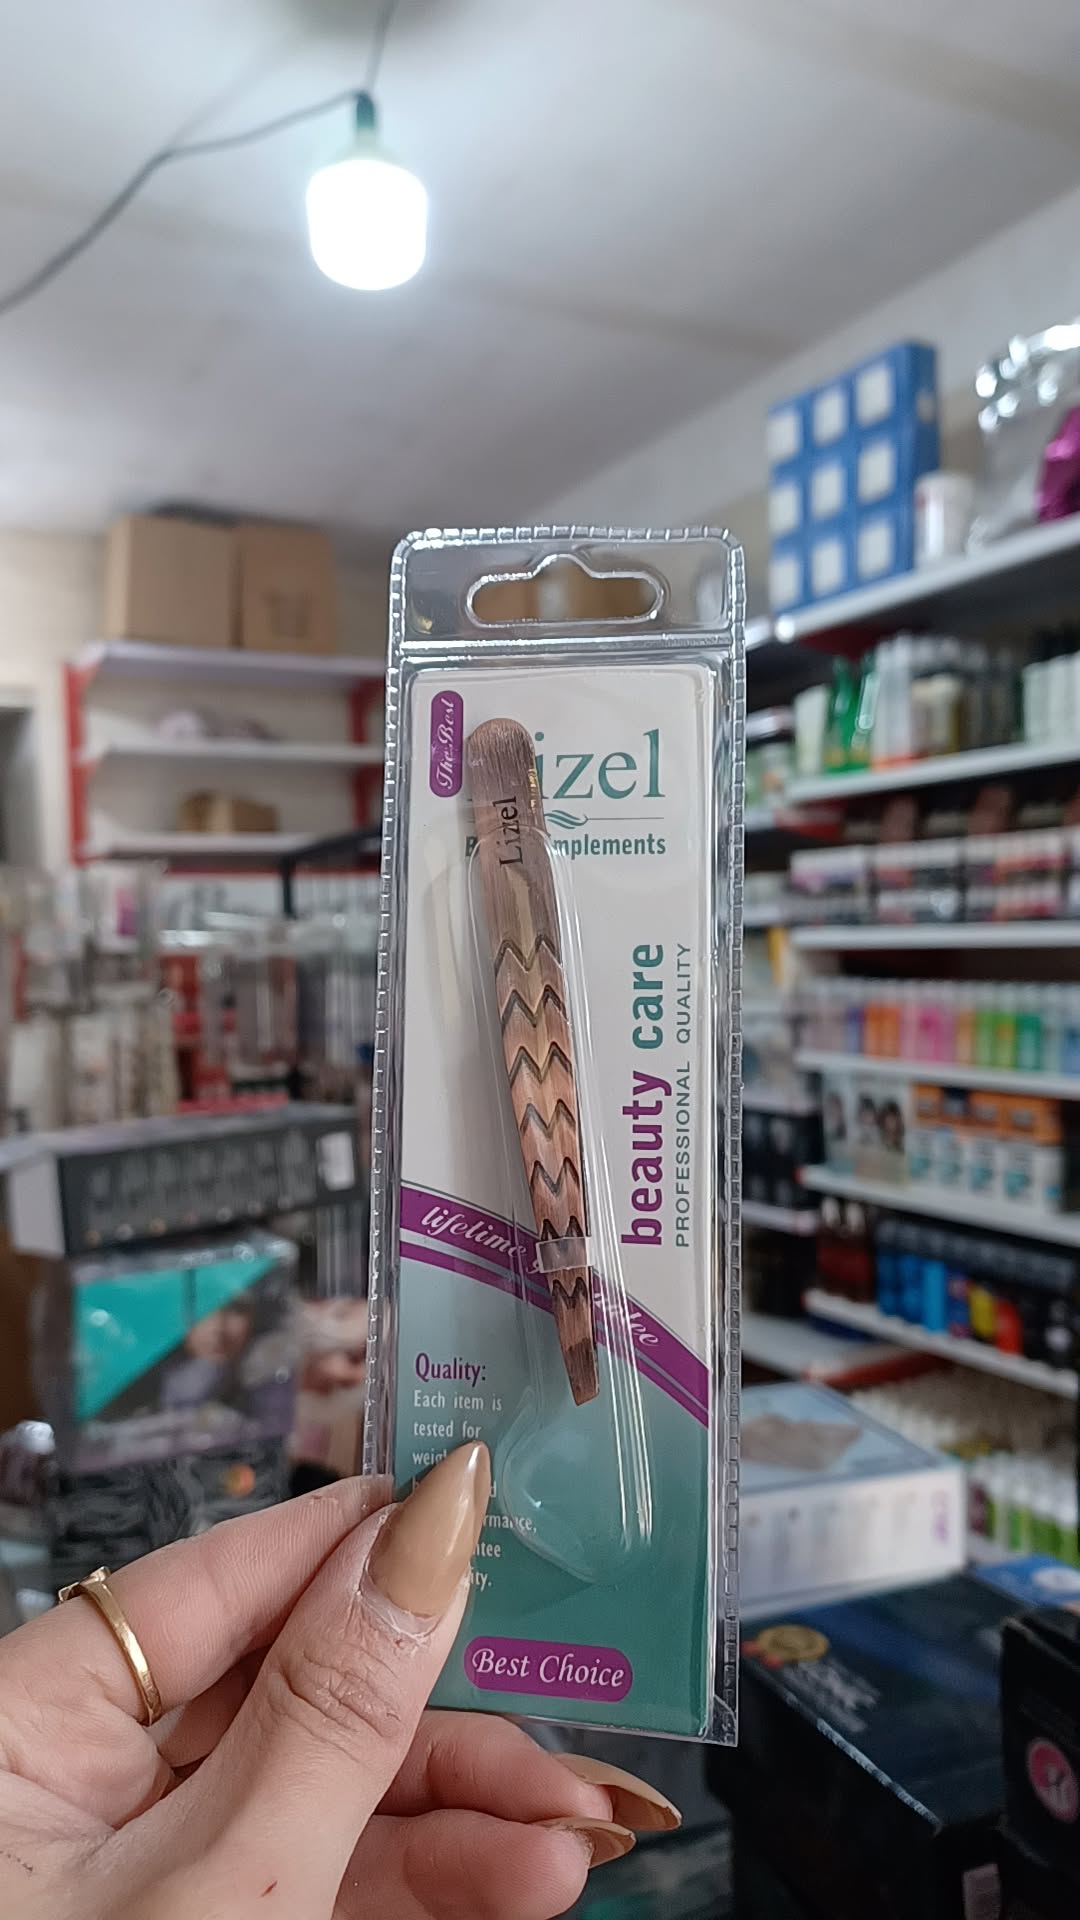 The Best
izel
Lizel
mplements
beauty care
PROFESSIONAL QUALITY
lifetime
Quality:
Each item is
tested for
Best Choice